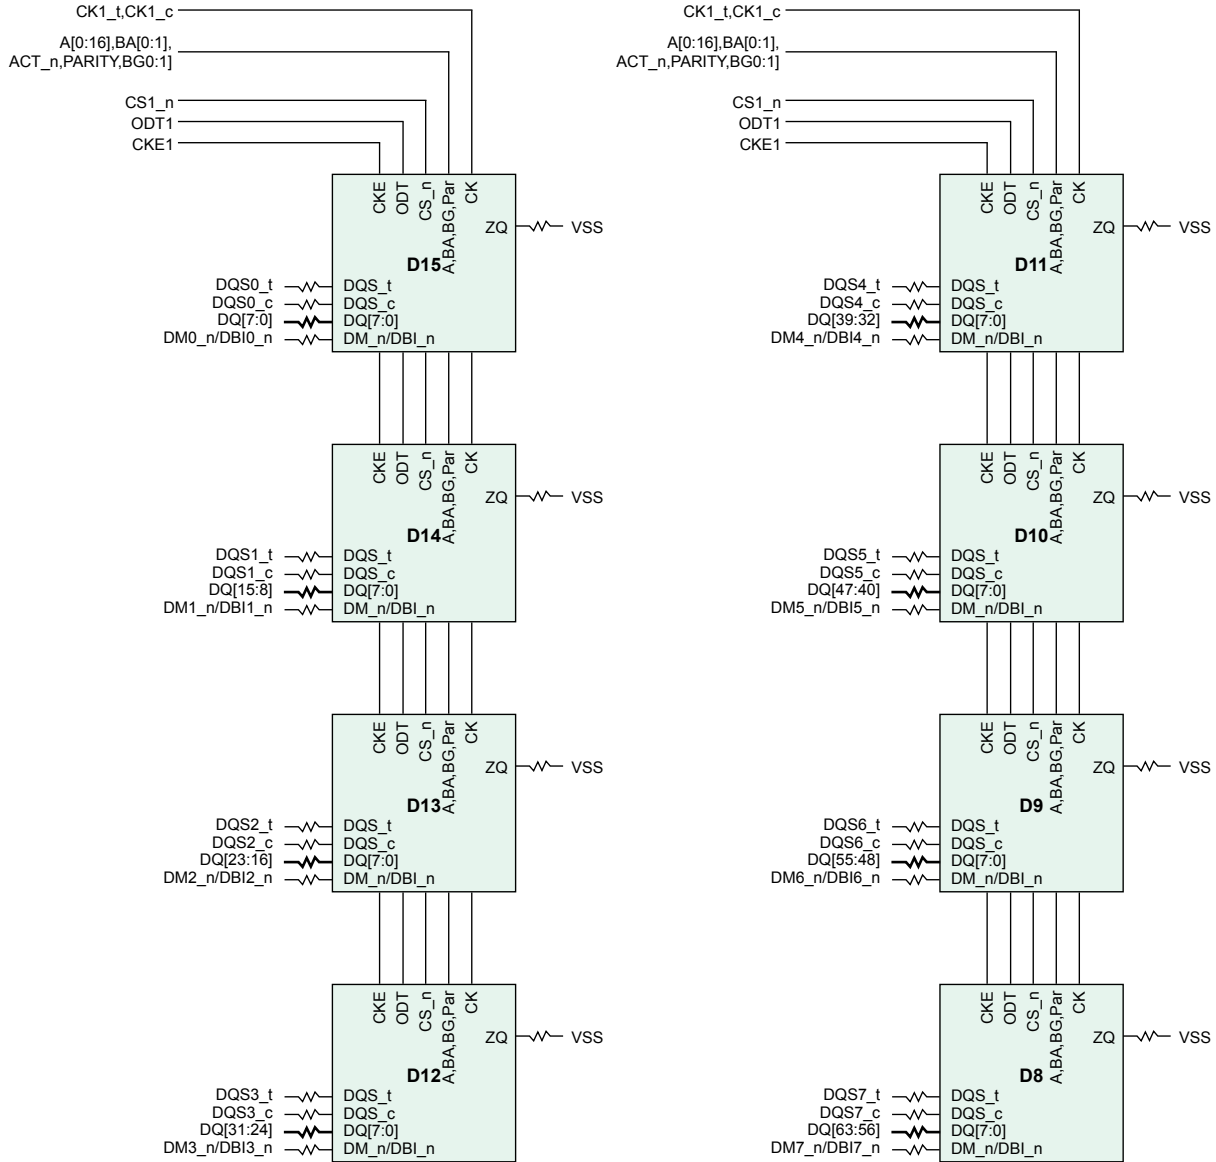 CK1_t,CK1_c
A[0:16],BA[0:1],
ACT_n,PARITY,BG0:1]
CS1_n
ODT1
CKE1
CKE
ODT
CS_n
A,BA,BG,Par
CK
ZQ
VSS
D15
DQS0_t
DQS_t
DQS0_c
DQS_c
DQ[7:0]
DQ[7:0]
DM0_n/DBI0_n
DM_n/DBI_n
CKE
ODT
CS_n
A,BA,BG,Par
CK
ZQ
VSS
D14
DQS1_t
DQS_t
DQS1_c
DQS_c
DQ[15:8]
DQ[7:0]
DM1_n/DBI1_n
DM_n/DBI_n
CKE
ODT
CS_n
A,BA,BG,Par
CK
ZQ
VSS
D13
DQS2_t
DQS_t
DQS2_c
DQS_c
DQ[23:16]
DQ[7:0]
DM2_n/DBI2_n
DM_n/DBI_n
CKE
ODT
CS_n
A,BA,BG,Par
CK
ZQ
VSS
D12
DQS3_t
DQS_t
DQS3_c
DQS_c
DQ[31:24]
DQ[7:0]
DM3_n/DBI3_n
DM_n/DBI_n
CK1_t,CK1_c
A[0:16],BA[0:1],
ACT_n,PARITY,BG0:1]
CS1_n
ODT1
CKE1
CKE
ODT
CS_n
A,BA,BG,Par
CK
ZQ
VSS
D11
DQS4_t
DQS_t
DQS4_c
DQS_c
DQ[39:32]
DQ[7:0]
DM4_n/DBI4_n
DM_n/DBI_n
CKE
ODT
CS_n
A,BA,BG,Par
CK
ZQ
VSS
D10
DQS5_t
DQS_t
DQS5_c
DQS_c
DQ[47:40]
DQ[7:0]
DM5_n/DBI5_n
DM_n/DBI_n
CKE
ODT
CS_n
A,BA,BG,Par
CK
ZQ
VSS
D9
DQS6_t
DQS_t
DQS6_c
DQS_c
DQ[55:48]
DQ[7:0]
DM6_n/DBI6_n
DM_n/DBI_n
CKE
ODT
CS_n
A,BA,BG,Par
CK
ZQ
VSS
D8
DQS7_t
DQS_t
DQS7_c
DQS_c
DQ[63:56]
DQ[7:0]
DM7_n/DBI7_n
DM_n/DBI_n